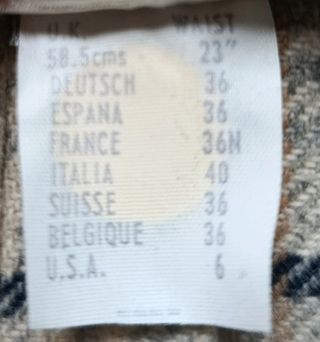 U.K. WAIST
58.5cms 23"
DEUTSCH 36
ESPANA 36
FRANCE 36N
ITALIA 40
SUISSE 36
BELGIQUE 36
U.S.A. 6